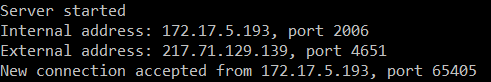 Server started
Internal address: 172.17.5.193, port 2006
External address: 217.71.129.139, port 4651
New connection accepted from 172.17.5.193, port 65405